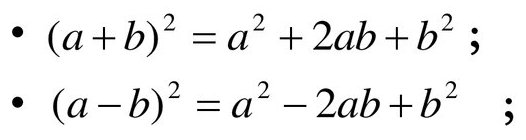 • (a+b)² = a² + 2ab + b² ;
• (a−b)² = a² − 2ab + b² ;